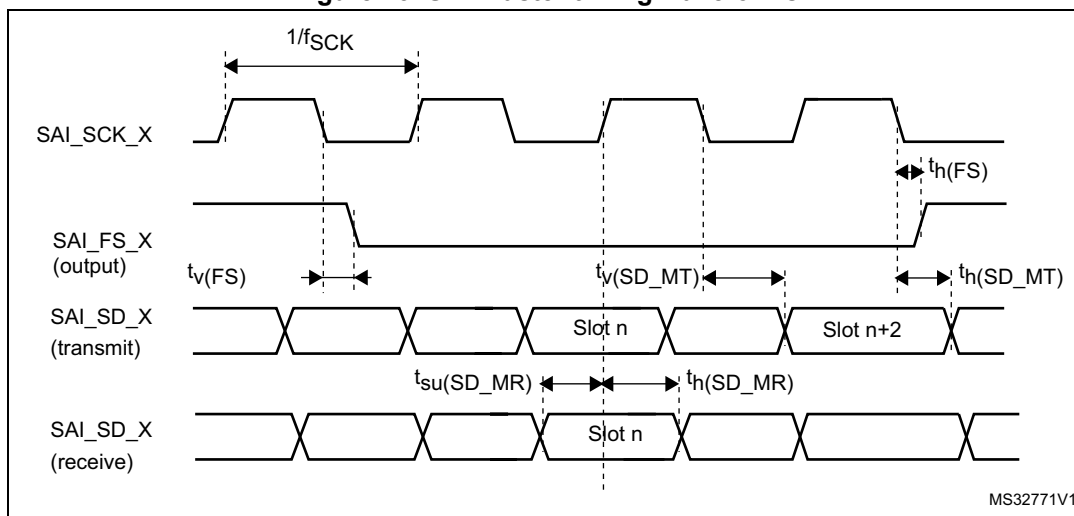 1/fSCK
SAI_SCK_X
th(FS)
SAI_FS_X
(output)
tv(FS)
tv(SD_MT)
th(SD_MT)
SAI_SD_X
(transmit)
Slot n
Slot n+2
tsu(SD_MR)
th(SD_MR)
SAI_SD_X
(receive)
Slot n
MS32771V1